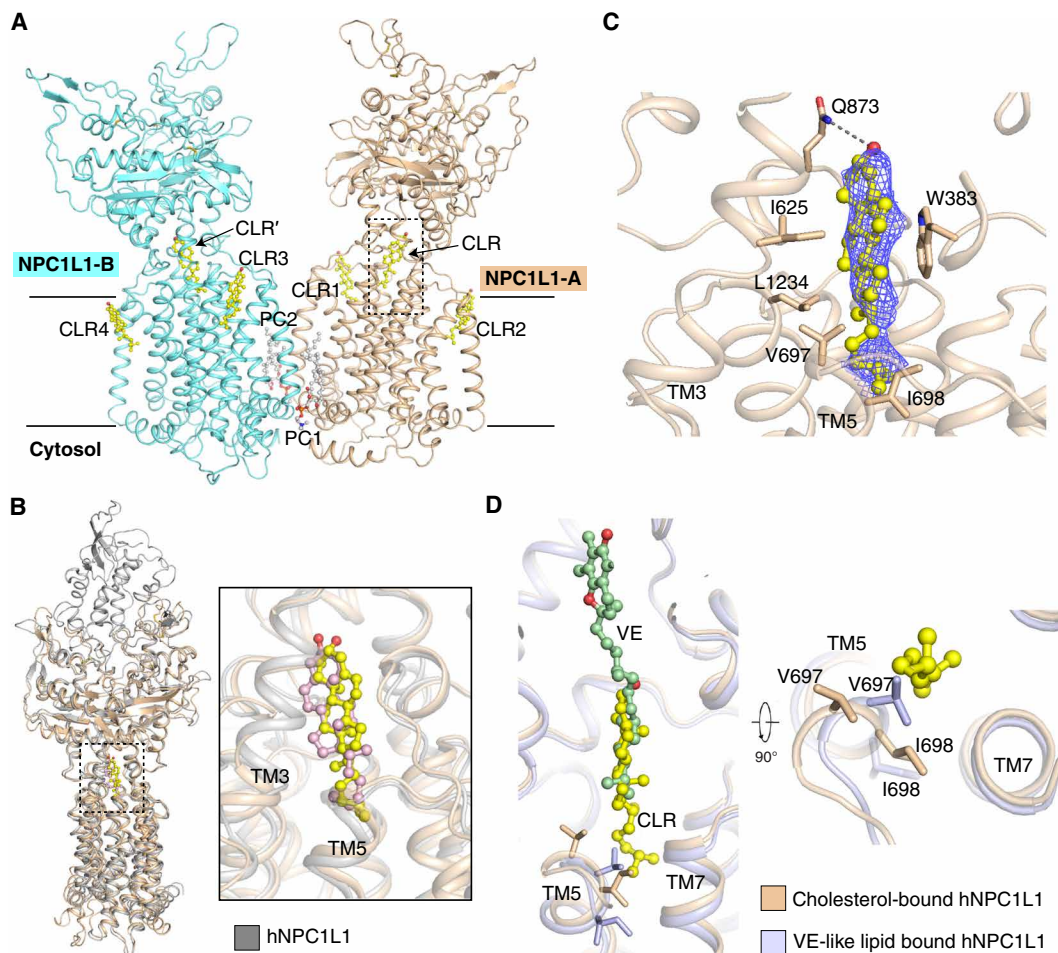 A
CLR′
NPC1L1-B
CLR3
CLR
CLR1
NPC1L1-A
CLR4
PC2
CLR2
PC1
Cytosol
C
Q873
I625
W383
L1234
V697
TM3
I698
TM5
B
TM3
TM5
hNPC1L1
D
VE
CLR
TM5
TM7
90°
TM5
V697
V697
I698
I698
TM7
Cholesterol-bound hNPC1L1
VE-like lipid bound hNPC1L1